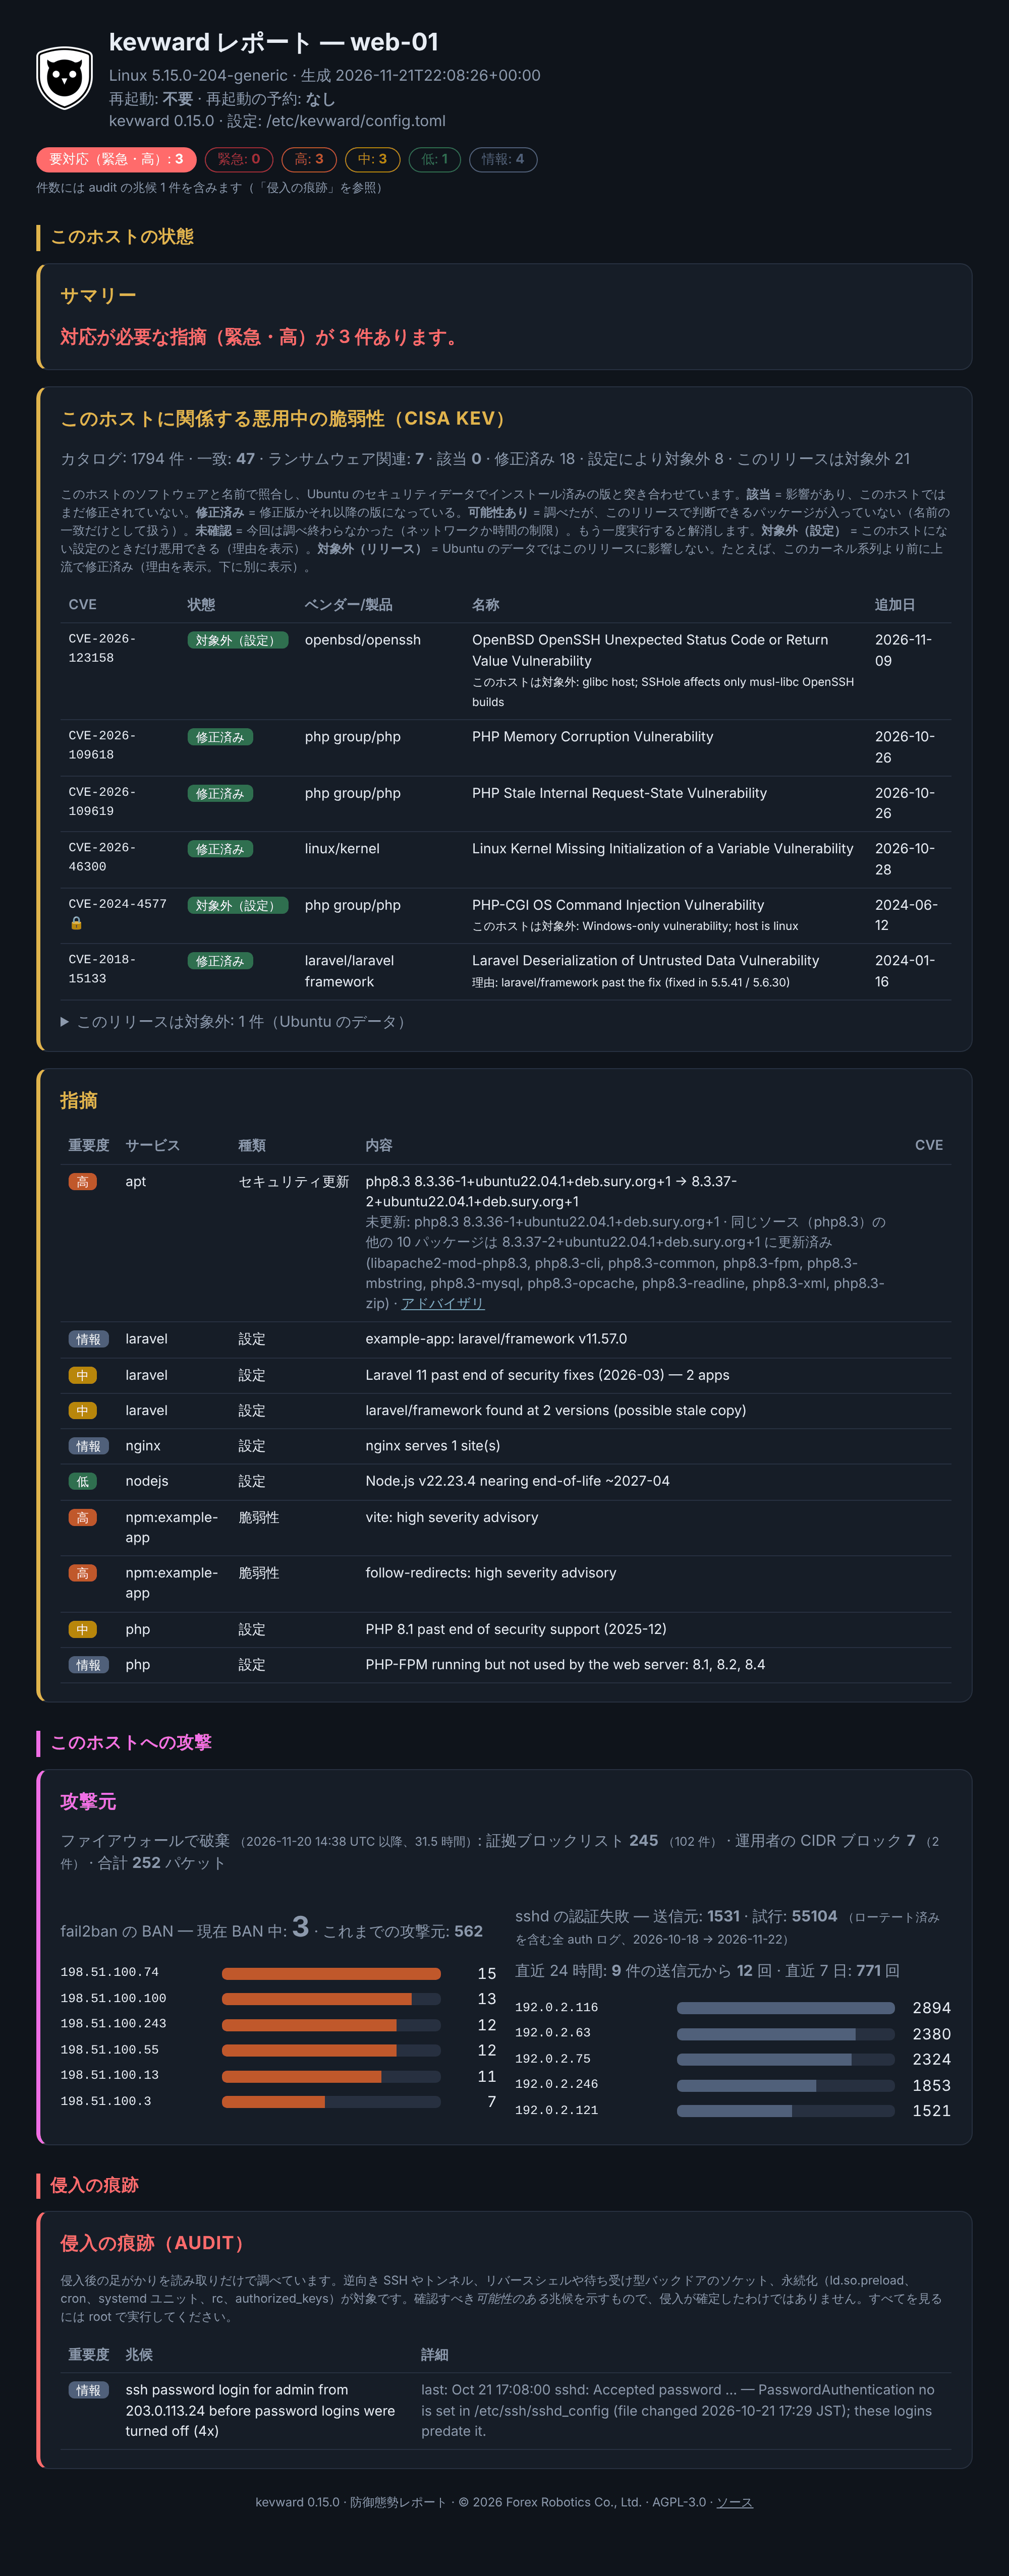 kevward レポート — web-01
Linux 5.15.0-204-generic · 生成 2026-11-21T22:08:26+00:00
再起動: 不要 · 再起動の予約: なし
kevward 0.15.0 · 設定: /etc/kevward/config.toml
要対応（緊急・高）: 3 緊急: 0 高: 3 中: 3 低: 1 情報: 4
件数には audit の兆候 1 件を含みます（「侵入の痕跡」を参照）
このホストの状態
サマリー
対応が必要な指摘（緊急・高）が 3 件あります。
このホストに関係する悪用中の脆弱性（CISA KEV）
カタログ: 1794 件 · 一致: 47 · ランサムウェア関連: 7 · 該当 0 · 修正済み 18 · 設定により対象外 8 · このリリースは対象外 21
このホストのソフトウェアと名前で照合し、Ubuntu のセキュリティデータでインストール済みの版と突き合わせています。該当 = 影響があり、このホストでは
まだ修正されていない。修正済み = 修正版かそれ以降の版になっている。可能性あり = 調べたが、このリリースで判断できるパッケージが入っていない（名前の
一致だけとして扱う）。未確認 = 今回は調べ終わらなかった（ネットワークか時間の制限）。もう一度実行すると解消します。対象外（設定） = このホストにな
い設定のときだけ悪用できる（理由を表示）。対象外（リリース） = Ubuntu のデータではこのリリースに影響しない。たとえば、このカーネル系列より前に上
流で修正済み（理由を表示。下に別に表示）。
CVE 状態 ベンダー/製品 名称 追加日
CVE-2026- 対象外（設定） openbsd/openssh OpenBSD OpenSSH Unexpected Status Code or Return 2026-11-
123158 Value Vulnerability 09
このホストは対象外: glibc host; SSHole affects only musl-libc OpenSSH
builds
CVE-2026- 修正済み php group/php PHP Memory Corruption Vulnerability 2026-10-
109618 26
CVE-2026- 修正済み php group/php PHP Stale Internal Request-State Vulnerability 2026-10-
109619 26
CVE-2026- 修正済み linux/kernel Linux Kernel Missing Initialization of a Variable Vulnerability 2026-10-
46300 28
CVE-2024-4577 対象外（設定） php group/php PHP-CGI OS Command Injection Vulnerability 2024-06-
🔒 このホストは対象外: Windows-only vulnerability; host is linux 12
CVE-2018- 修正済み laravel/laravel Laravel Deserialization of Untrusted Data Vulnerability 2024-01-
15133 framework 理由: laravel/framework past the fix (fixed in 5.5.41 / 5.6.30) 16
▶ このリリースは対象外: 1 件（Ubuntu のデータ）
指摘
重要度 サービス 種類 内容 CVE
高 apt セキュリティ更新 php8.3 8.3.36-1+ubuntu22.04.1+deb.sury.org+1 → 8.3.37-
2+ubuntu22.04.1+deb.sury.org+1
未更新: php8.3 8.3.36-1+ubuntu22.04.1+deb.sury.org+1 · 同じソース（php8.3）の
他の 10 パッケージは 8.3.37-2+ubuntu22.04.1+deb.sury.org+1 に更新済み
(libapache2-mod-php8.3, php8.3-cli, php8.3-common, php8.3-fpm, php8.3-
mbstring, php8.3-mysql, php8.3-opcache, php8.3-readline, php8.3-xml, php8.3-
zip) · アドバイザリ
情報 laravel 設定 example-app: laravel/framework v11.57.0
中 laravel 設定 Laravel 11 past end of security fixes (2026-03) — 2 apps
中 laravel 設定 laravel/framework found at 2 versions (possible stale copy)
情報 nginx 設定 nginx serves 1 site(s)
低 nodejs 設定 Node.js v22.23.4 nearing end-of-life ~2027-04
高 npm:example- 脆弱性 vite: high severity advisory
app
高 npm:example- 脆弱性 follow-redirects: high severity advisory
app
中 php 設定 PHP 8.1 past end of security support (2025-12)
情報 php 設定 PHP-FPM running but not used by the web server: 8.1, 8.2, 8.4
このホストへの攻撃
攻撃元
ファイアウォールで破棄（2026-11-20 14:38 UTC 以降、31.5 時間）: 証拠ブロックリスト 245（102 件） · 運用者の CIDR ブロック 7（2
件） · 合計 252 パケット
fail2ban の BAN — 現在 BAN 中: 3 · これまでの攻撃元: 562
198.51.100.74 15
198.51.100.100 13
198.51.100.243 12
198.51.100.55 12
198.51.100.13 11
198.51.100.3 7
sshd の認証失敗 — 送信元: 1531 · 試行: 55104（ローテート済み
を含む全 auth ログ、2026-10-18 → 2026-11-22）
直近 24 時間: 9 件の送信元から 12 回 · 直近 7 日: 771 回
192.0.2.116 2894
192.0.2.63 2380
192.0.2.75 2324
192.0.2.246 1853
192.0.2.121 1521
侵入の痕跡
侵入の痕跡（AUDIT）
侵入後の足がかりを読み取りだけで調べています。逆向き SSH やトンネル、リバースシェルや待ち受け型バックドアのソケット、永続化（ld.so.preload、
cron、systemd ユニット、rc、authorized_keys）が対象です。確認すべき可能性のある兆候を示すもので、侵入が確定したわけではありません。すべてを見る
には root で実行してください。
重要度 兆候 詳細
情報 ssh password login for admin from last: Oct 21 17:08:00 sshd: Accepted password ... — PasswordAuthentication no
203.0.113.24 before password logins were is set in /etc/ssh/sshd_config (file changed 2026-10-21 17:29 JST); these logins
turned off (4x) predate it.
kevward 0.15.0 · 防御態勢レポート · © 2026 Forex Robotics Co., Ltd. · AGPL-3.0 · ソース